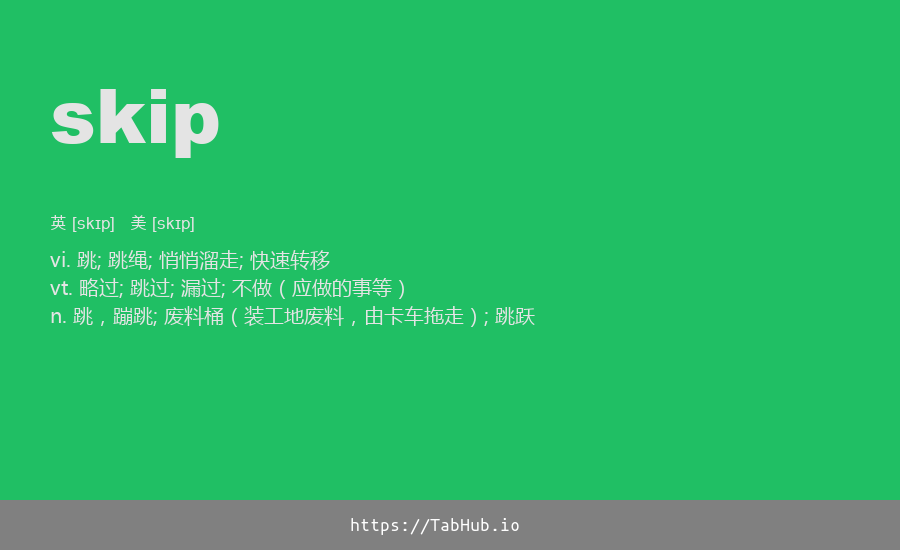 skip
英 [skɪp] 美 [skɪp]
vi. 跳; 跳绳; 悄悄溜走; 快速转移
vt. 略过; 跳过; 漏过; 不做（应做的事等）
n. 跳，蹦跳; 废料桶（装工地废料，由卡车拖走）; 跳跃
https://TabHub.io